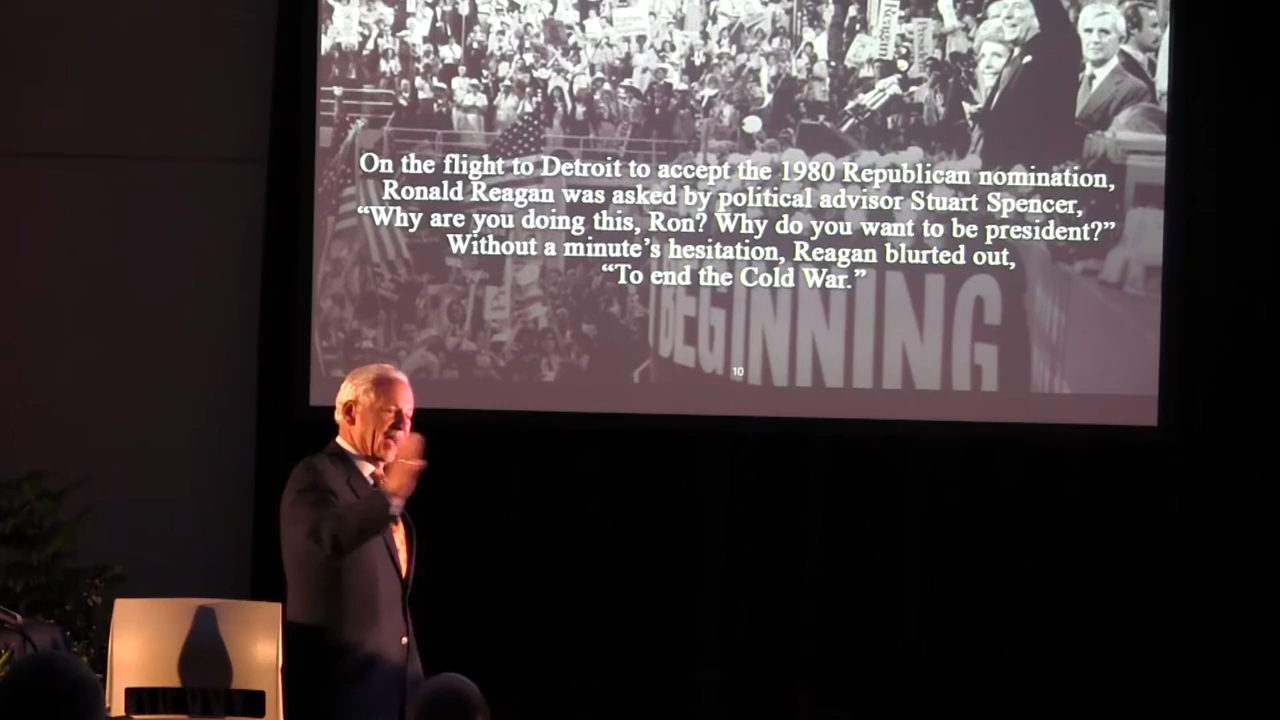 Reagan
On the flight to Detroit to accept the 1980 Republican nomination,
Ronald Reagan was asked by political advisor Stuart Spencer,
“Why are you doing this, Ron? Why do you want to be president?”
Without a minute’s hesitation, Reagan blurted out,
“To end the Cold War.”
BEGINNING
10